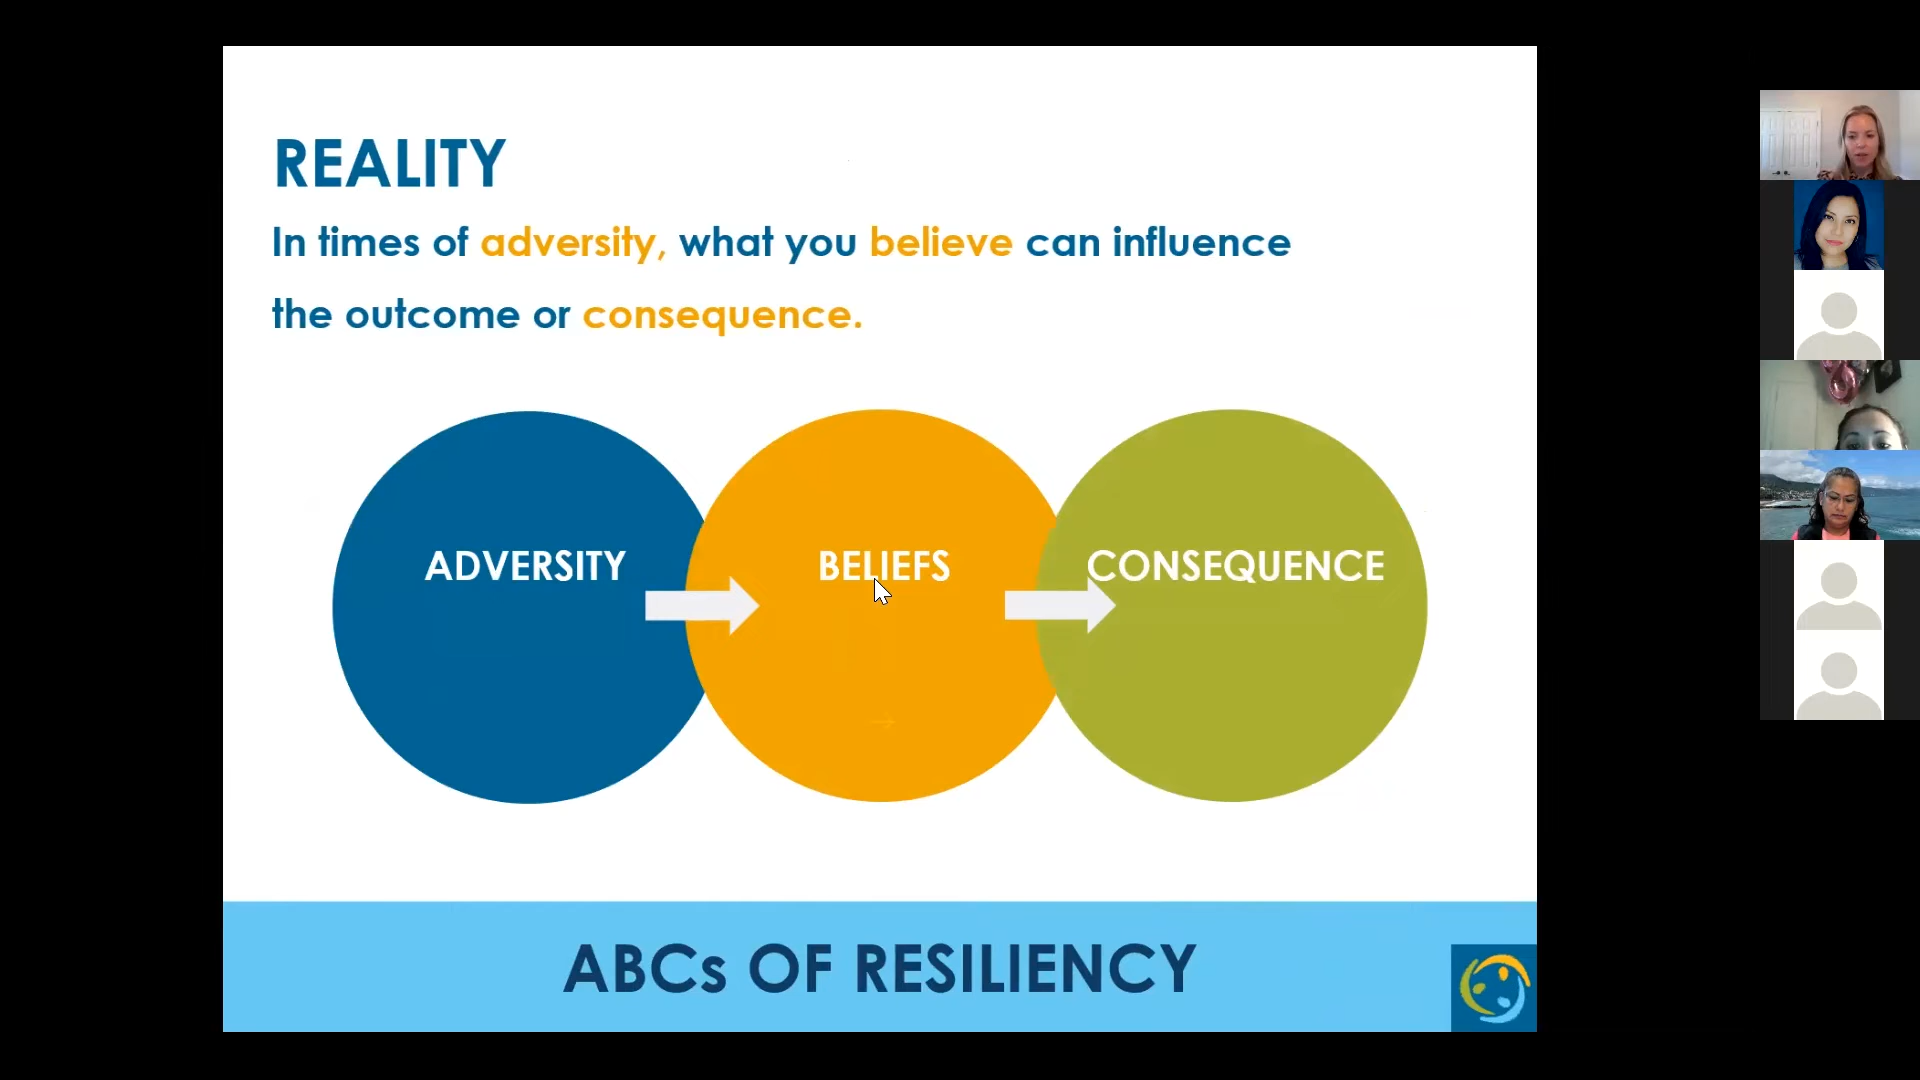 REALITY
In times of adversity, what you believe can influence
the outcome or consequence.
ADVERSITY
BELIEFS
CONSEQUENCE
ABCs OF RESILIENCY